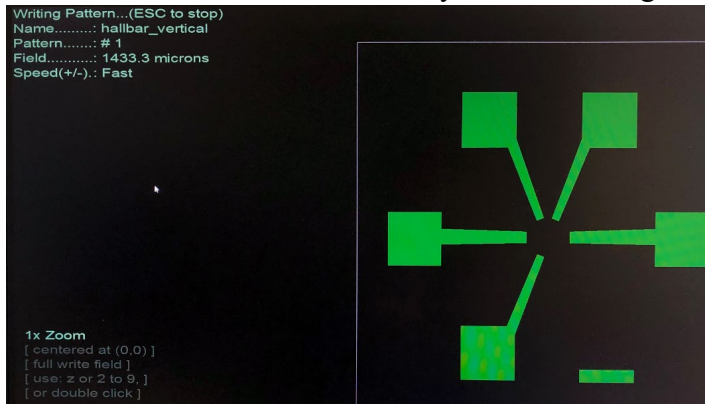 Writing Pattern...(ESC to stop)
Name.........: hallbar_vertical
Pattern.......: # 1
Field...........: 1433.3 microns
Speed(+/-).: Fast
1x Zoom
[ centered at (0,0) ]
[ full write field ]
[ use: z or 2 to 9, ]
[ or double click ]